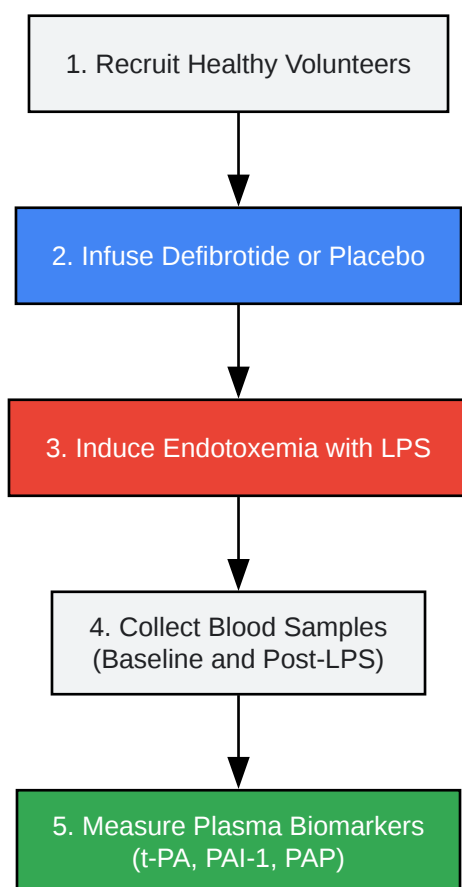 1. Recruit Healthy Volunteers
2. Infuse Defibrotide or Placebo
3. Induce Endotoxemia with LPS
4. Collect Blood Samples
(Baseline and Post-LPS)
5. Measure Plasma Biomarkers
(t-PA, PAI-1, PAP)